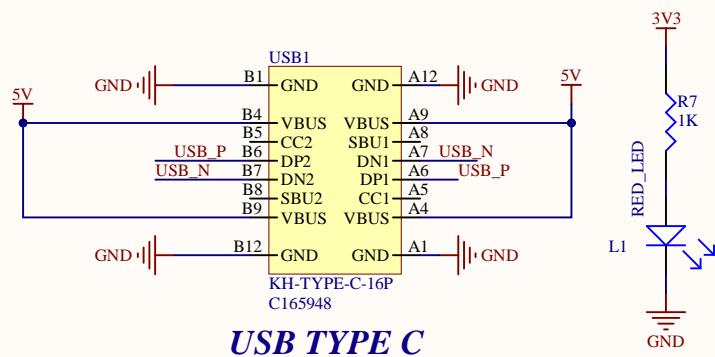 3V3
USB1
GND B1 GND GND A12 GND
5V 5V
B4 VBUS VBUS A9
R7
1K
B5 CC2 SBU1 A8
USB_P B6 DP2 DN1 A7 USB_N
USB_N B7 DN2 DP1 A6 USB_P
B8 SBU2 CC1 A5
B9 VBUS VBUS A4
RED_LED
L1
GND B12 GND GND A1 GND
KH-TYPE-C-16P
C165948
USB TYPE C
GND